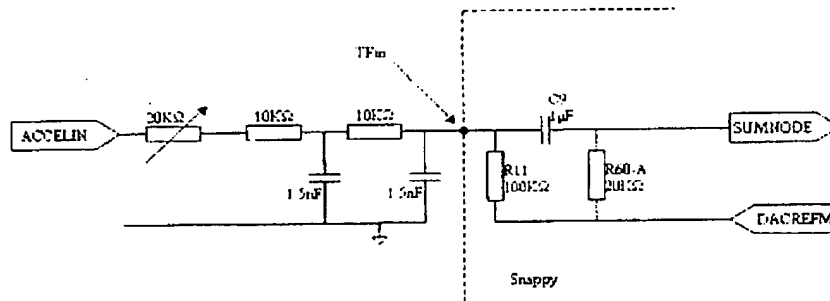 TFin
C9
1µF
20KΩ
10KΩ
10KΩ
ACCELIN
SUMNODE
1.5nF
1.5nF
R11
100KΩ
R60-A
20KΩ
DACREFM
Snappy